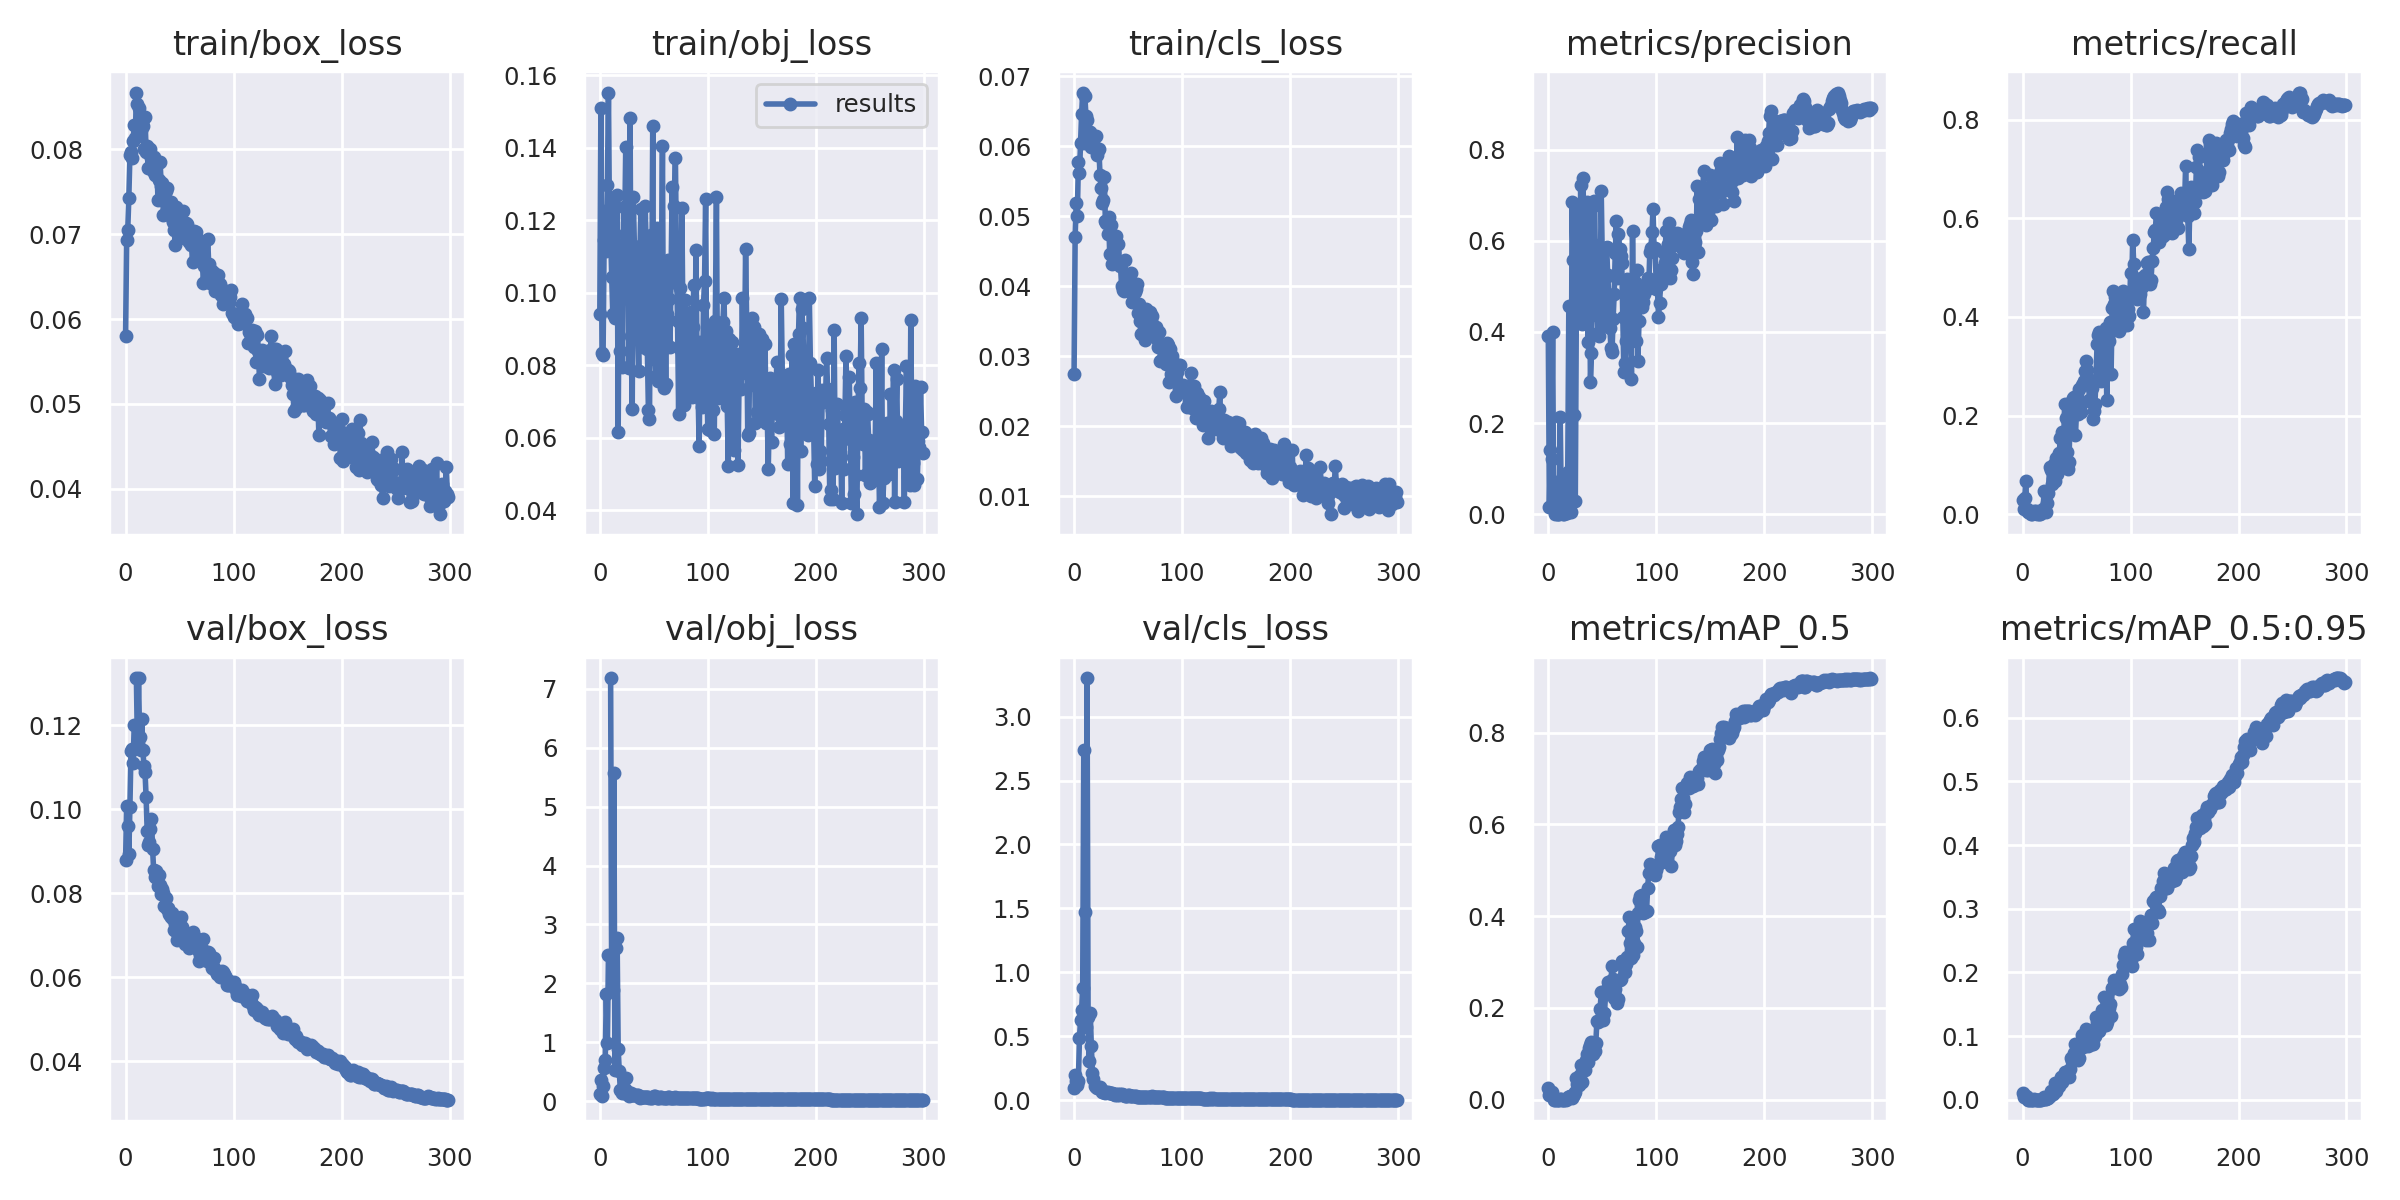 train/box_loss
train/obj_loss
train/cls_loss
metrics/precision
metrics/recall
0.08
0.07
0.06
0.05
0.04
0 100 200 300
0.16
0.14
0.12
0.10
0.08
0.06
0.04
results
0 100 200 300
0.07
0.06
0.05
0.04
0.03
0.02
0.01
0 100 200 300
0.8
0.6
0.4
0.2
0.0
0 100 200 300
0.8
0.6
0.4
0.2
0.0
0 100 200 300
val/box_loss
val/obj_loss
val/cls_loss
metrics/mAP_0.5
metrics/mAP_0.5:0.95
0.12
0.10
0.08
0.06
0.04
0 100 200 300
7
6
5
4
3
2
1
0
0 100 200 300
3.0
2.5
2.0
1.5
1.0
0.5
0.0
0 100 200 300
0.8
0.6
0.4
0.2
0.0
0 100 200 300
0.6
0.5
0.4
0.3
0.2
0.1
0.0
0 100 200 300